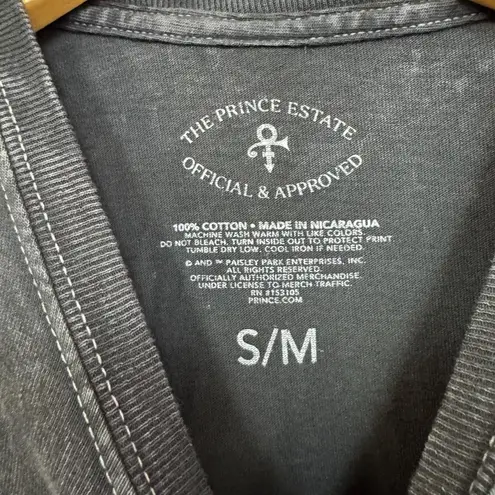 THE PRINCE ESTATE
OFFICIAL & APPROVED
100% COTTON • MADE IN NICARAGUA
MACHINE WASH WARM WITH LIKE COLORS.
DO NOT BLEACH. TURN INSIDE OUT TO PROTECT PRINT
TUMBLE DRY LOW. COOL IRON IF NEEDED.
© AND ™ PAISLEY PARK ENTERPRISES, INC.
ALL RIGHTS RESERVED.
OFFICIALLY AUTHORIZED MERCHANDISE.
UNDER LICENSE TO MERCH TRAFFIC.
RN #153105
PRINCE.COM
S/M